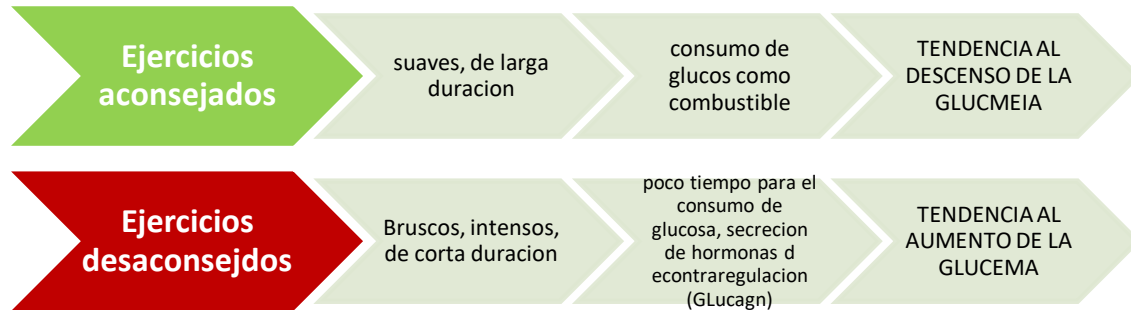 Ejercicios
aconsejados
suaves, de larga
duracion
consumo de
glucos como
combustible
TENDENCIA AL
DESCENSO DE LA
GLUCMEIA
Ejercicios
desaconsejdos
Bruscos, intensos,
de corta duracion
poco tiempo para el
consumo de
glucosa, secrecion
de hormonas d
econtraregulacion
(GLucagn)
TENDENCIA AL
AUMENTO DE LA
GLUCEMA